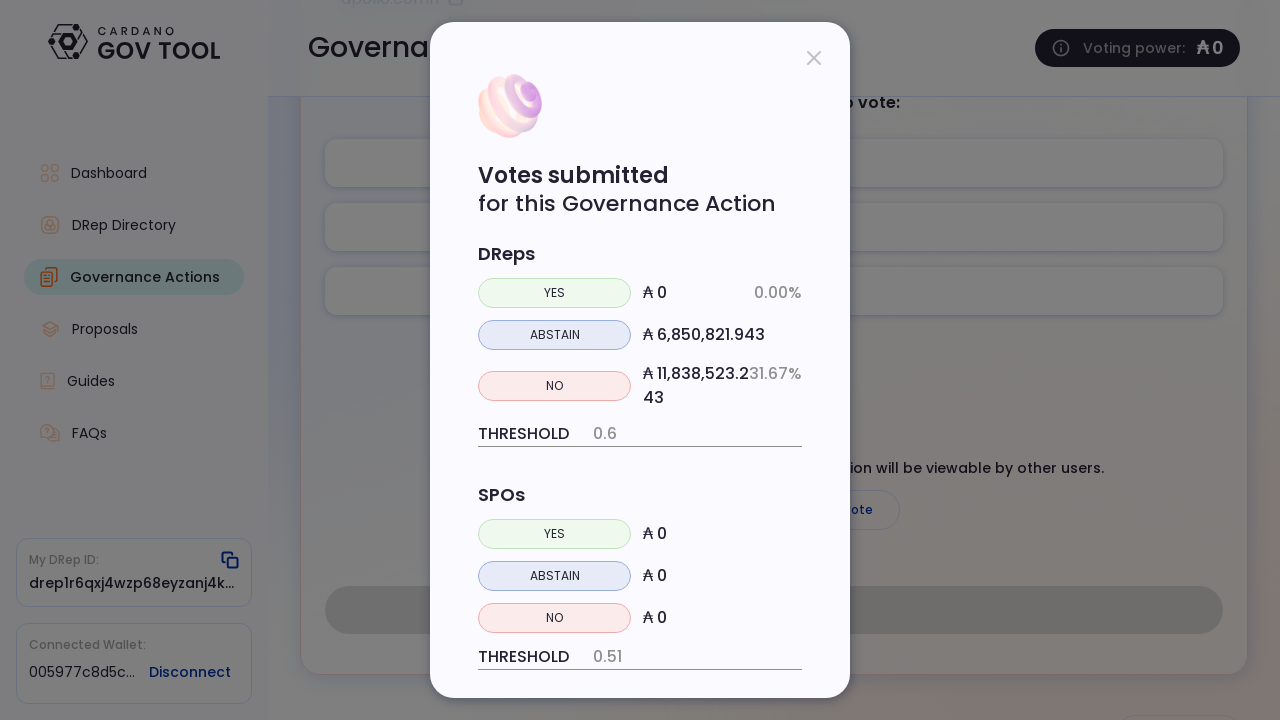 CARDANO
GOV TOOL
Governa
Voting power: ₳ 0
Dashboard
DRep Directory
Governance Actions
Proposals
Guides
FAQs
My DRep ID:
drep1r6qxj4wzp68eyzanj4k...
Connected Wallet:
005977c8d5c... Disconnect
vote:
Votes submitted
for this Governance Action
DReps
YES ₳ 0 0.00%
ABSTAIN ₳ 6,850,821.943
NO ₳ 11,838,523.2 31.67%
43
THRESHOLD 0.6
SPOs
YES ₳ 0
ABSTAIN ₳ 0
NO ₳ 0
THRESHOLD 0.51
ion will be viewable by other users.
ote